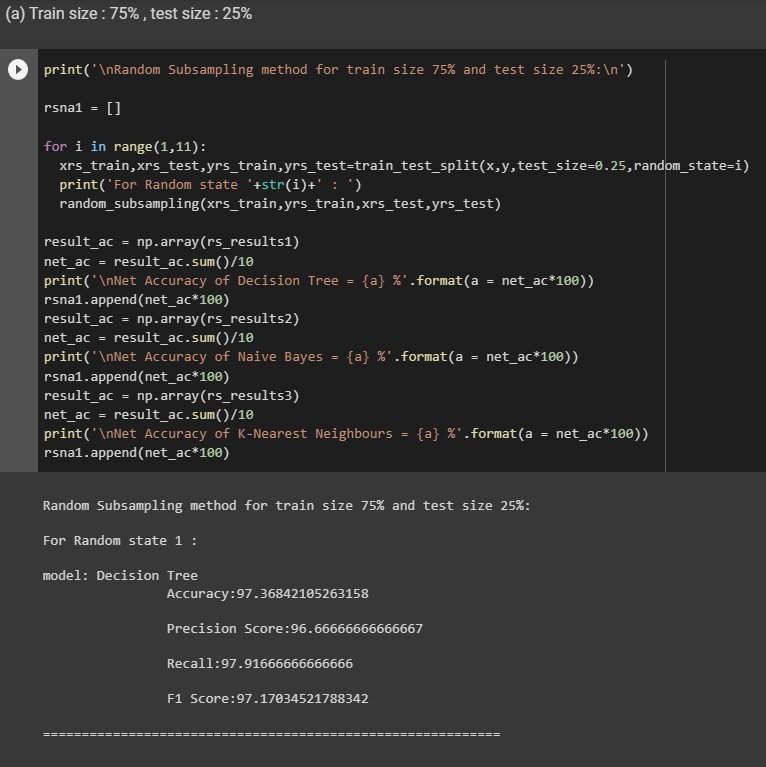 (a) Train size : 75% , test size : 25%
print('\nRandom Subsampling method for train size 75% and test size 25%:\n')
rsna1 = []
for i in range(1,11):
  xrs_train,xrs_test,yrs_train,yrs_test=train_test_split(x,y,test_size=0.25,random_state=i)
  print('For Random state '+str(i)+' : ')
  random_subsampling(xrs_train,yrs_train,xrs_test,yrs_test)
result_ac = np.array(rs_results1)
net_ac = result_ac.sum()/10
print('\nNet Accuracy of Decision Tree = {a} %'.format(a = net_ac*100))
rsna1.append(net_ac*100)
result_ac = np.array(rs_results2)
net_ac = result_ac.sum()/10
print('\nNet Accuracy of Naive Bayes = {a} %'.format(a = net_ac*100))
rsna1.append(net_ac*100)
result_ac = np.array(rs_results3)
net_ac = result_ac.sum()/10
print('\nNet Accuracy of K-Nearest Neighbours = {a} %'.format(a = net_ac*100))
rsna1.append(net_ac*100)
Random Subsampling method for train size 75% and test size 25%:
For Random state 1 :
model: Decision Tree
Accuracy:97.36842105263158
Precision Score:96.66666666666667
Recall:97.91666666666666
F1 Score:97.17034521788342
===========================================================